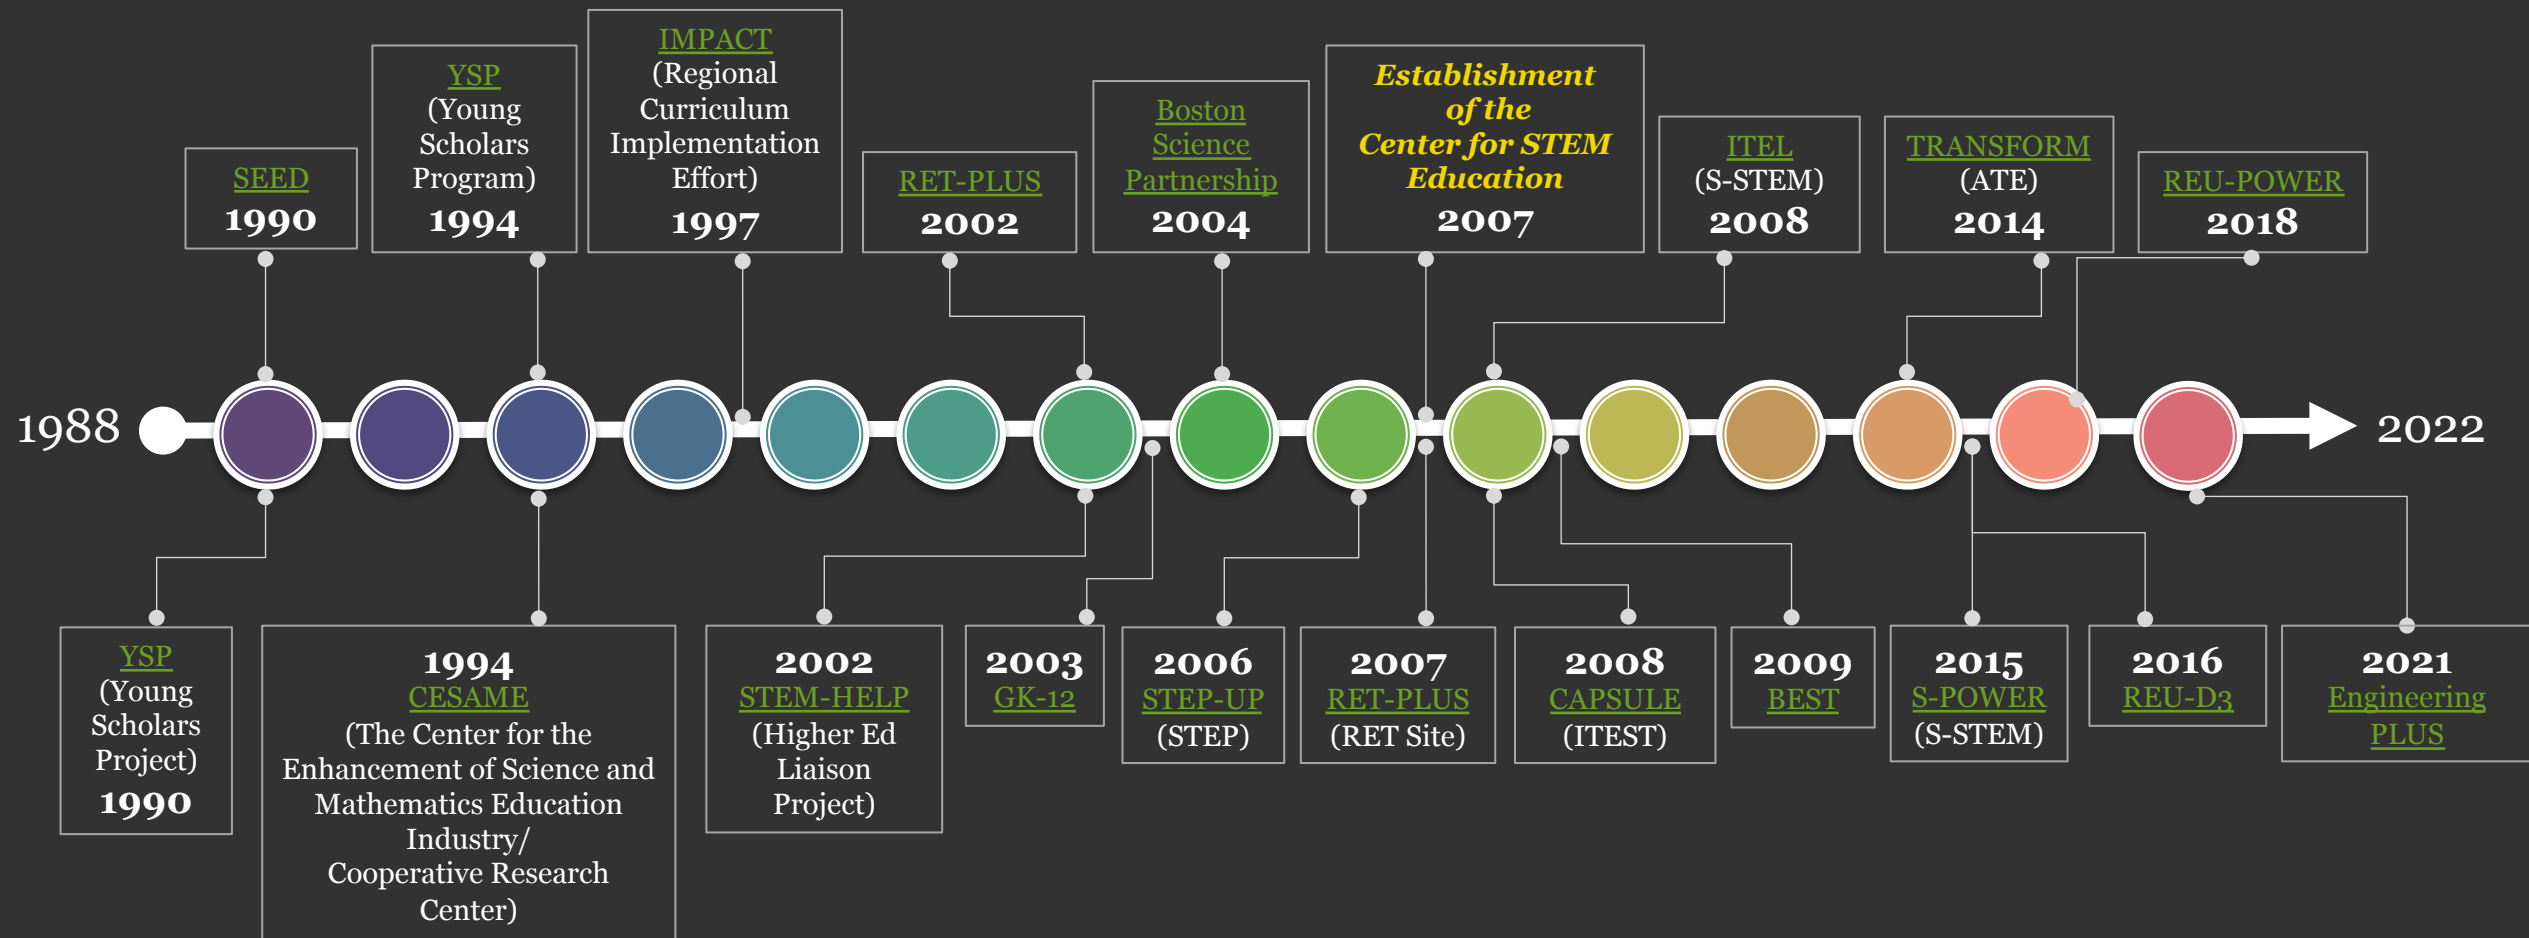 SEED
1990
YSP
(Young
Scholars
Program)
1994
IMPACT
(Regional
Curriculum
Implementation
Effort)
1997
RET-PLUS
2002
Boston
Science
Partnership
2004
Establishment
of the
Center for STEM
Education
2007
ITEL
(S-STEM)
2008
TRANSFORM
(ATE)
2014
REU-POWER
2018
1988
2022
YSP
(Young
Scholars
Project)
1990
1994
CESAME
(The Center for the
Enhancement of Science and
Mathematics Education
Industry/
Cooperative Research
Center)
2002
STEM-HELP
(Higher Ed
Liaison
Project)
2003
GK-12
2006
STEP-UP
(STEP)
2007
RET-PLUS
(RET Site)
2008
CAPSULE
(ITEST)
2009
BEST
2015
S-POWER
(S-STEM)
2016
REU-D3
2021
Engineering
PLUS